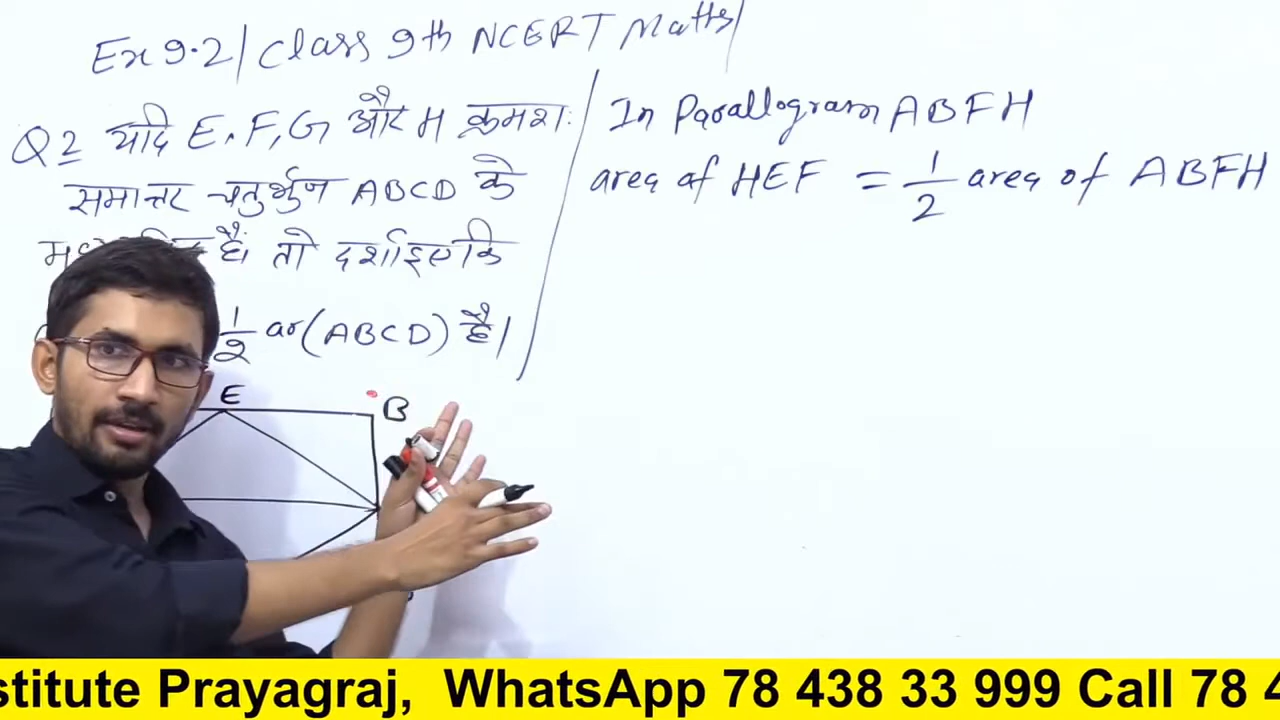 Ex 9.2 | Class 9th NCERT Maths |
Q2 यदि E, F, G और H क्रमशः
समान्तर चतुर्भुज ABCD के
है। तो दर्शाइए कि
1/2 ar(ABCD) है।
E
B
In Parallogram ABFH
area of HEF = 1/2 area of ABFH
stitute Prayagraj, WhatsApp 78 438 33 999 Call 78 4